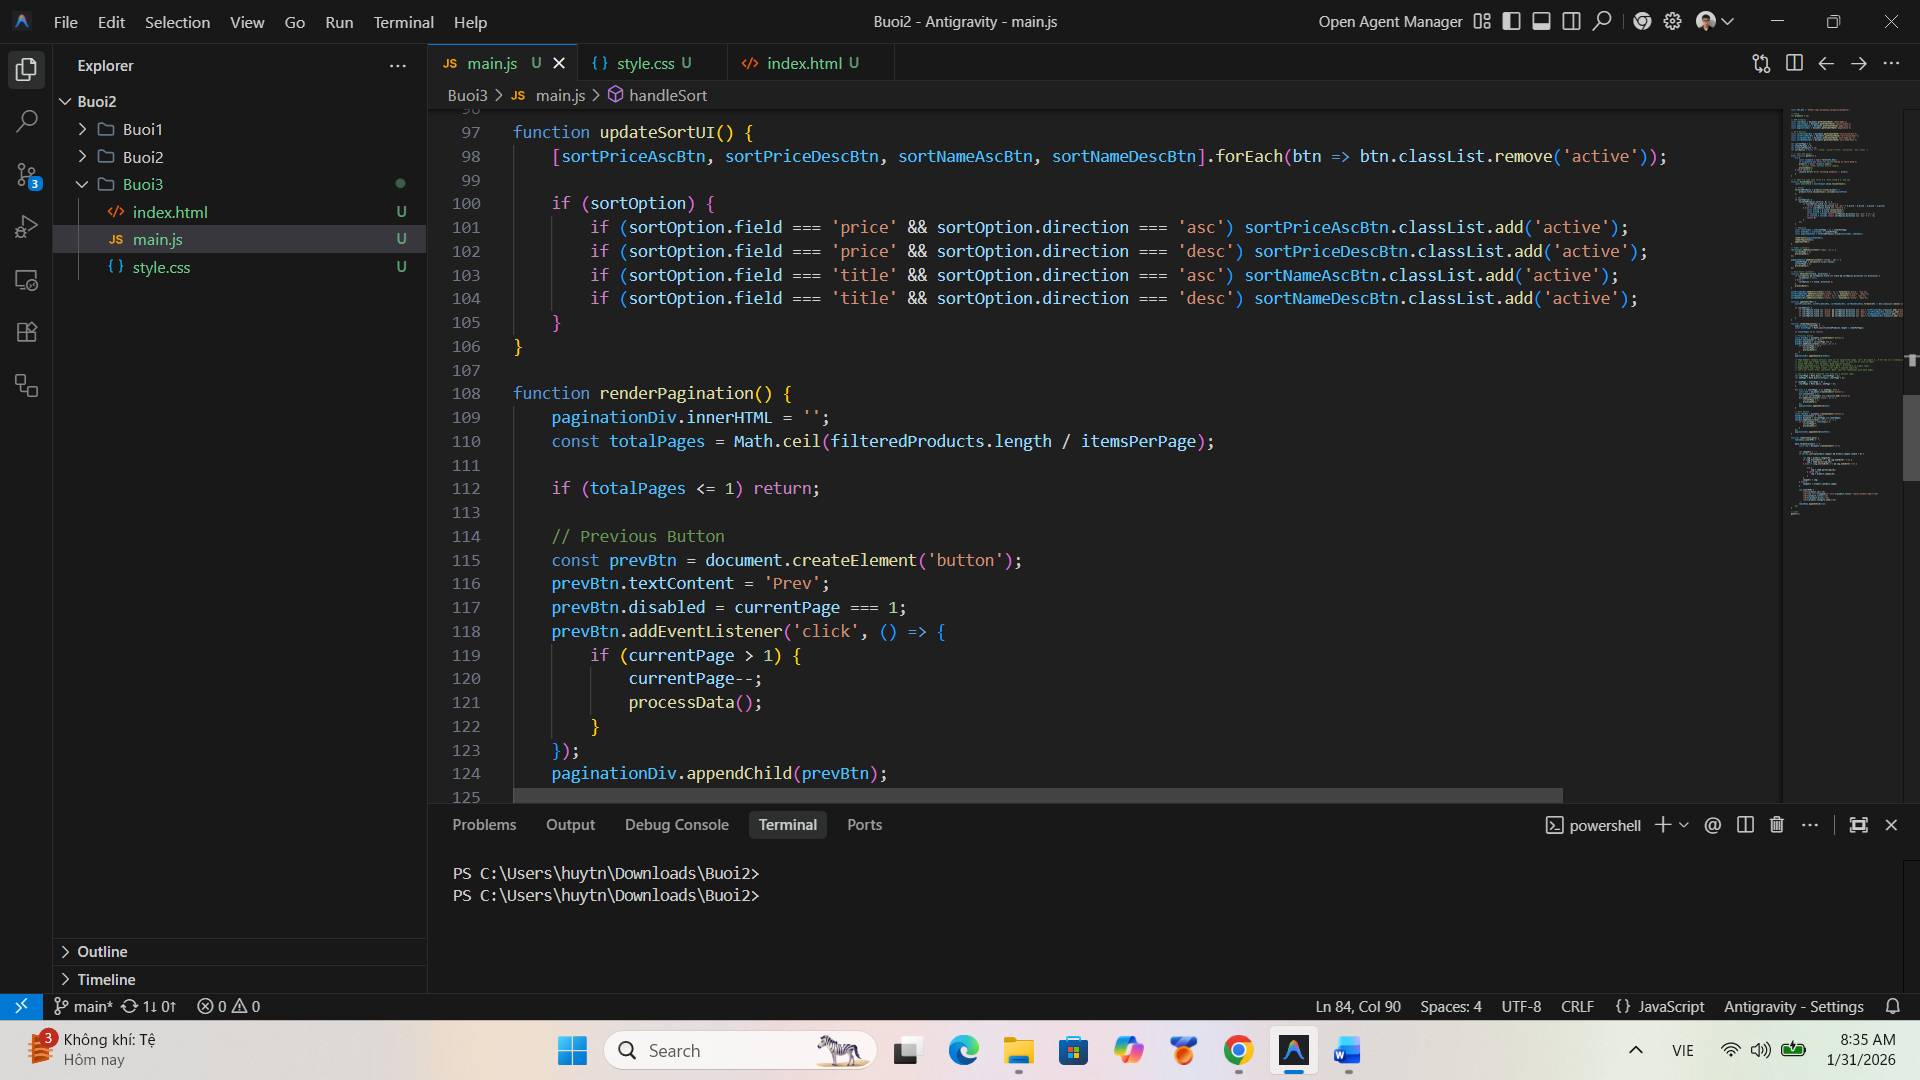 File Edit Selection View Go Run Terminal Help
Buoi2 - Antigravity - main.js
Open Agent Manager
Explorer
Buoi2
Buoi1
Buoi2
Buoi3
index.html U
JS main.js U
{ } style.css U
Outline
Timeline
3
JS main.js U
{ } style.css U
index.html U
Buoi3 > JS main.js > handleSort
96
97 function updateSortUI() {
98 [sortPriceAscBtn, sortPriceDescBtn, sortNameAscBtn, sortNameDescBtn].forEach(btn => btn.classList.remove('active'));
99
100 if (sortOption) {
101 if (sortOption.field === 'price' && sortOption.direction === 'asc') sortPriceAscBtn.classList.add('active');
102 if (sortOption.field === 'price' && sortOption.direction === 'desc') sortPriceDescBtn.classList.add('active');
103 if (sortOption.field === 'title' && sortOption.direction === 'asc') sortNameAscBtn.classList.add('active');
104 if (sortOption.field === 'title' && sortOption.direction === 'desc') sortNameDescBtn.classList.add('active');
105 }
106 }
107
108 function renderPagination() {
109 paginationDiv.innerHTML = '';
110 const totalPages = Math.ceil(filteredProducts.length / itemsPerPage);
111
112 if (totalPages <= 1) return;
113
114 // Previous Button
115 const prevBtn = document.createElement('button');
116 prevBtn.textContent = 'Prev';
117 prevBtn.disabled = currentPage === 1;
118 prevBtn.addEventListener('click', () => {
119 if (currentPage > 1) {
120 currentPage--;
121 processData();
122 }
123 });
124 paginationDiv.appendChild(prevBtn);
125
Problems Output Debug Console Terminal Ports
powershell
PS C:\Users\huytn\Downloads\Buoi2>
PS C:\Users\huytn\Downloads\Buoi2>
main* 1↓ 0↑ 0 0
Ln 84, Col 90 Spaces: 4 UTF-8 CRLF { } JavaScript Antigravity - Settings
3
Không khí: Tệ
Hôm nay
Search
VIE
8:35 AM
1/31/2026